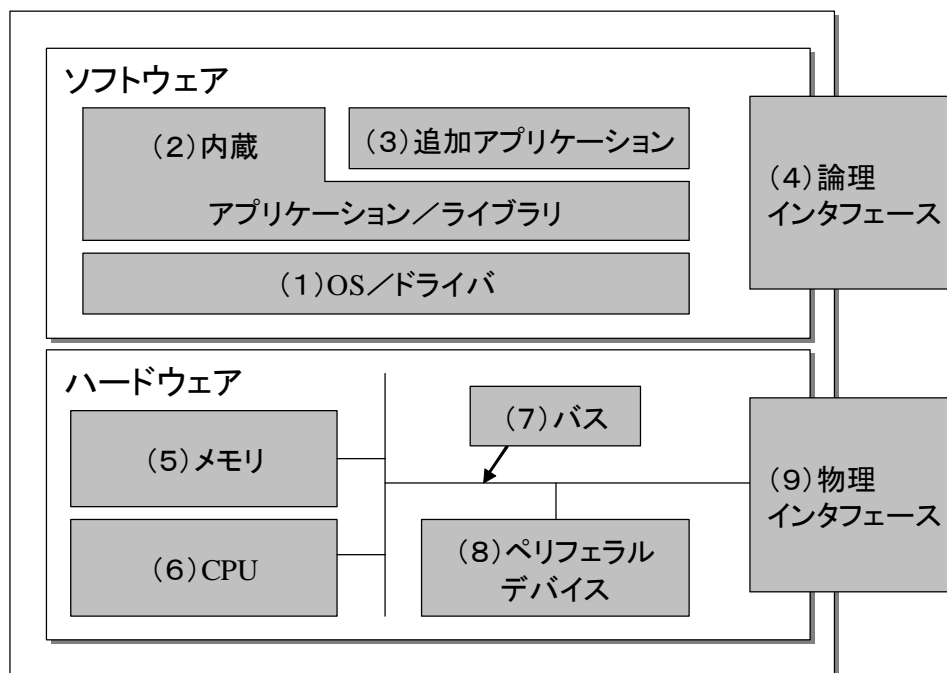 ソフトウェア
(2)内蔵
アプリケーション／ライブラリ
(3)追加アプリケーション
(1)OS／ドライバ
(4)論理
インタフェース
ハードウェア
(5)メモリ
(6)CPU
(7)バス
(8)ペリフェラル
デバイス
(9)物理
インタフェース